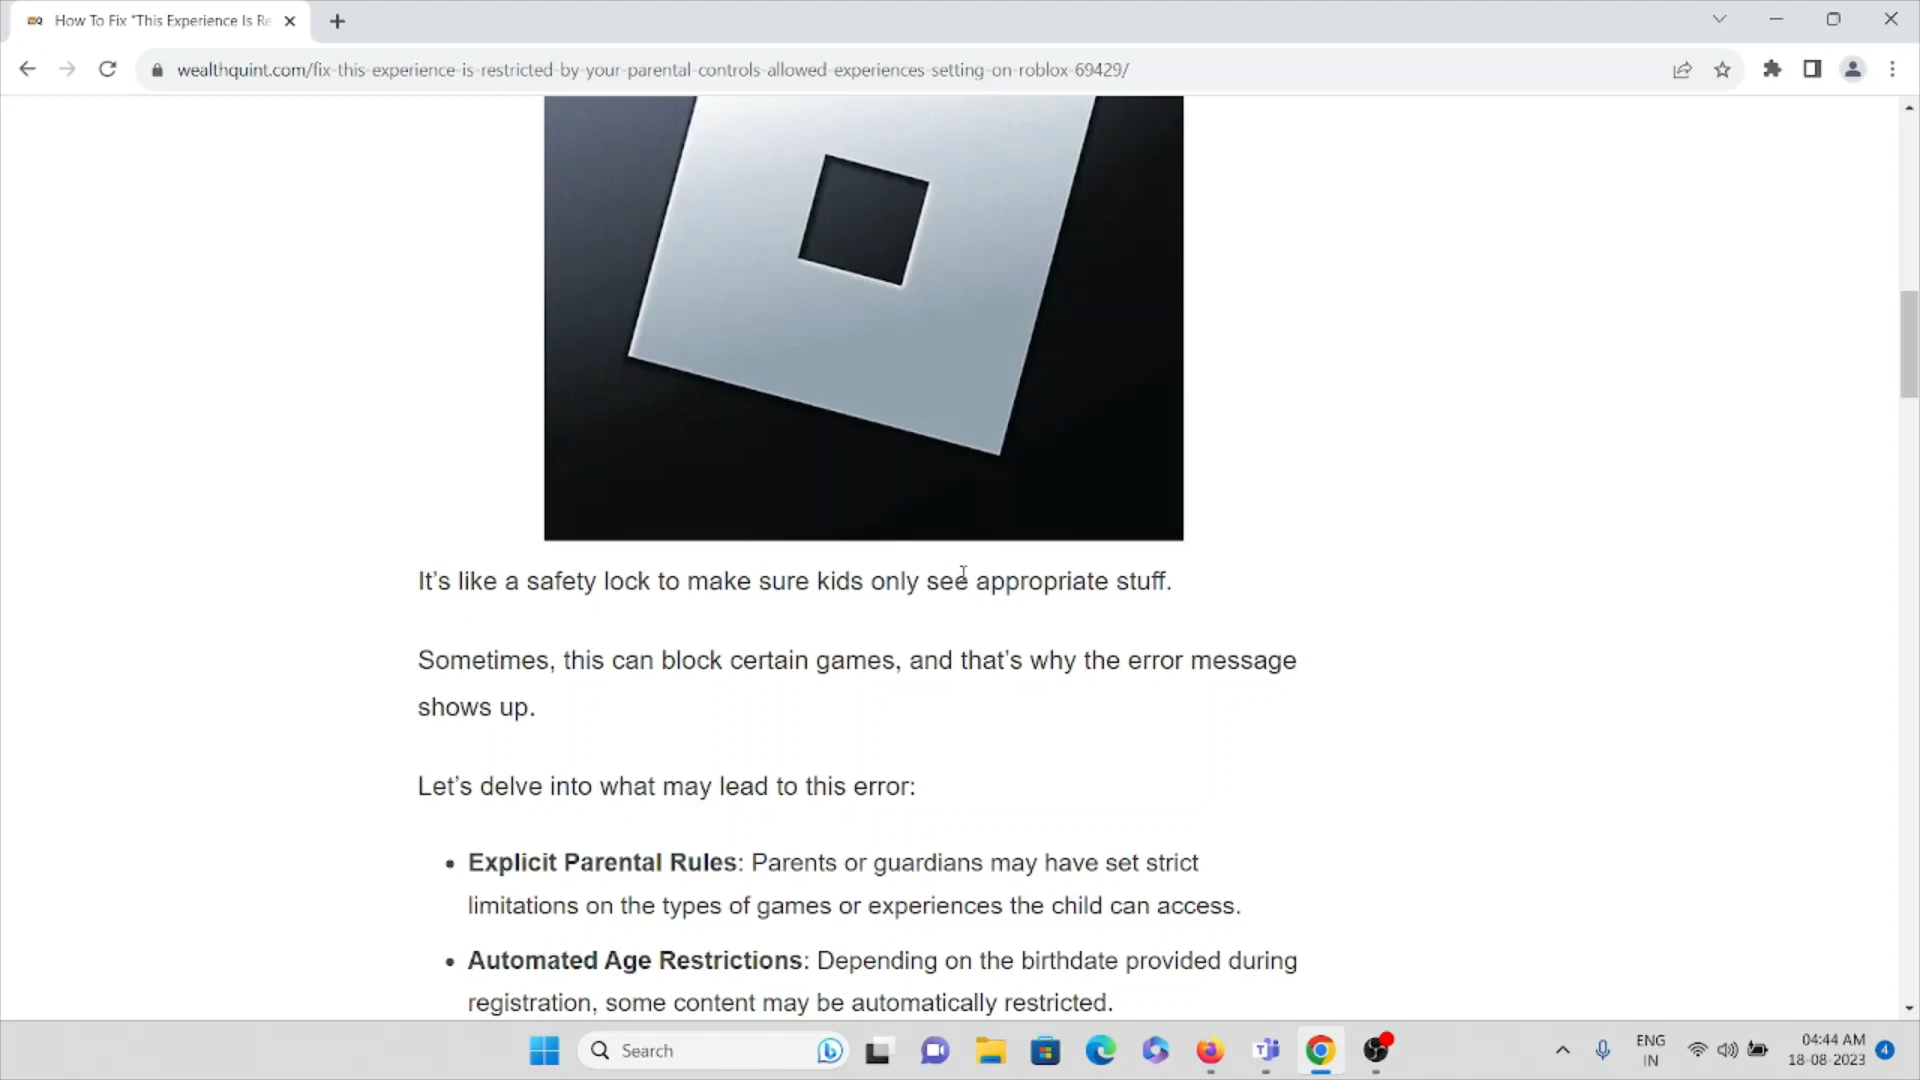 How To Fix "This Experience Is Re
wealthquint.com/fix-this-experience-is-restricted-by-your-parental-controls-allowed-experiences-setting-on-roblox-69429/
It’s like a safety lock to make sure kids only see appropriate stuff.
Sometimes, this can block certain games, and that’s why the error message
shows up.
Let’s delve into what may lead to this error:
• Explicit Parental Rules: Parents or guardians may have set strict
limitations on the types of games or experiences the child can access.
• Automated Age Restrictions: Depending on the birthdate provided during
registration, some content may be automatically restricted.
Search
ENG
IN
04:44 AM
18-08-2023
4